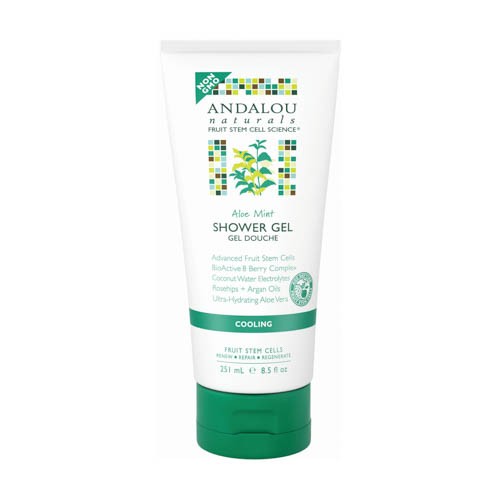 NON
GMO
ANDALOU
naturals
FRUIT STEM CELL SCIENCE®
Aloe Mint
SHOWER GEL
GEL DOUCHE
Advanced Fruit Stem Cells
BioActive 8 Berry Complex
Coconut Water Electrolytes
Rosehips + Argan Oils
Ultra-Hydrating Aloe Vera
COOLING
FRUIT STEM CELLS
RENEW • REPAIR • REGENERATE
251 mL ℮ 8.5 fl oz